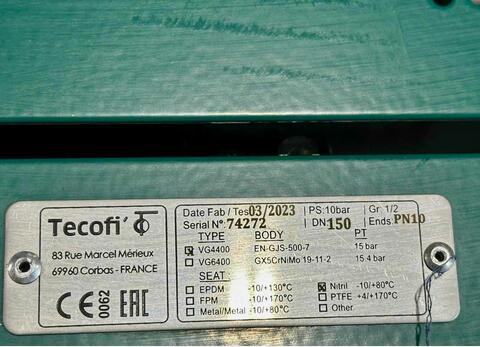 Tecofi'
83 Rue Marcel Mérieux
69960 Corbas - FRANCE
CE 0062 EAC
Date Fab/Tes 03/2023 PS:10bar Gr: 1/2
Serial N°: 74272 DN 150 Ends: PN10
TYPE BODY PT
VG4400 EN-GJS-500-7 15 bar
VG6400 GX5CrNiMo 19-11-2 15 4 bar
SEAT:
EPDM -10/+130°C Nitril -10/+80°C
FPM -10/+170°C PTFE +4/+170°C
Metal/Metal -10/+80°C Other